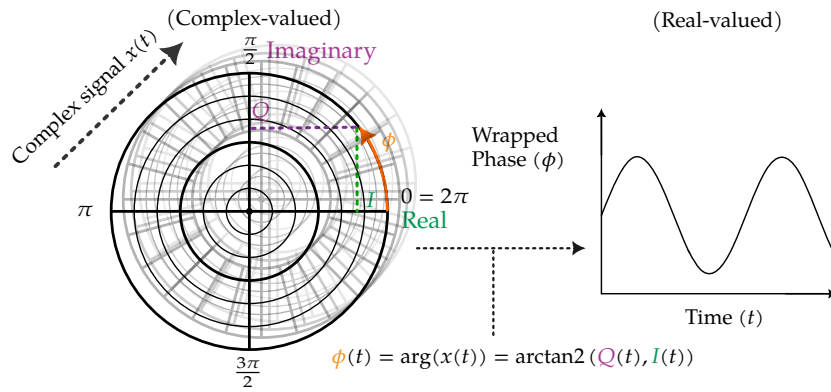 (Complex-valued)
(Real-valued)
Complex signal x(t)
π/2
Imaginary
Q
ϕ
Wrapped
Phase (ϕ)
π
I
0 = 2π
Real
3π/2
Time (t)
ϕ(t) = arg(x(t)) = arctan2 (Q(t), I(t))